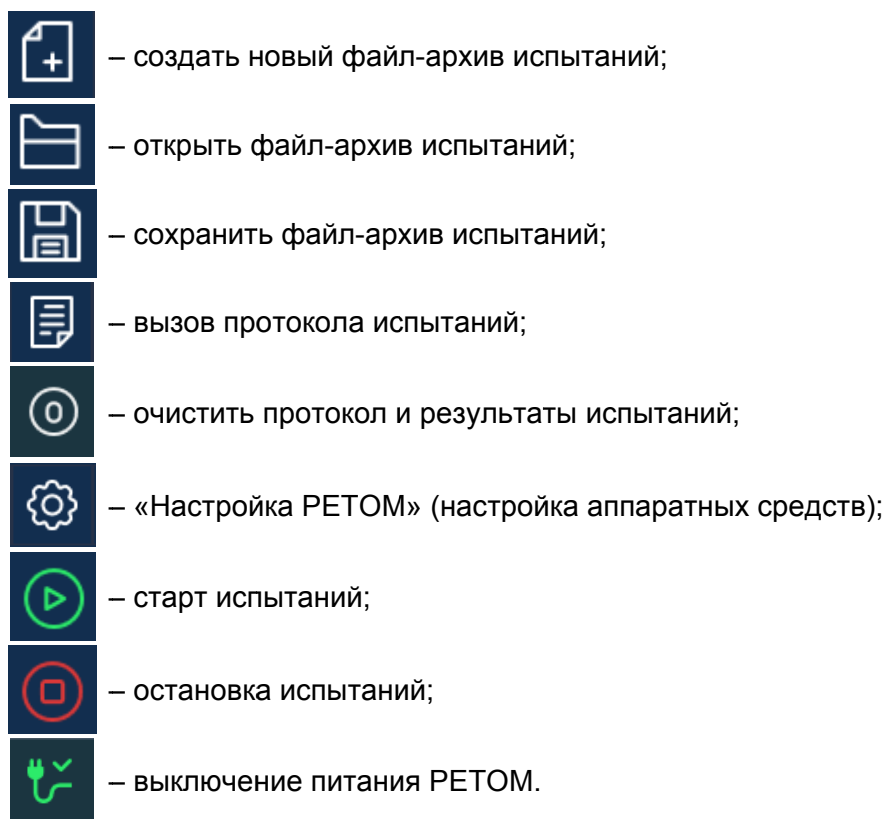 – создать новый файл-архив испытаний;
– открыть файл-архив испытаний;
– сохранить файл-архив испытаний;
– вызов протокола испытаний;
0 – очистить протокол и результаты испытаний;
– «Настройка РЕТОМ» (настройка аппаратных средств);
– старт испытаний;
– остановка испытаний;
– выключение питания РЕТОМ.